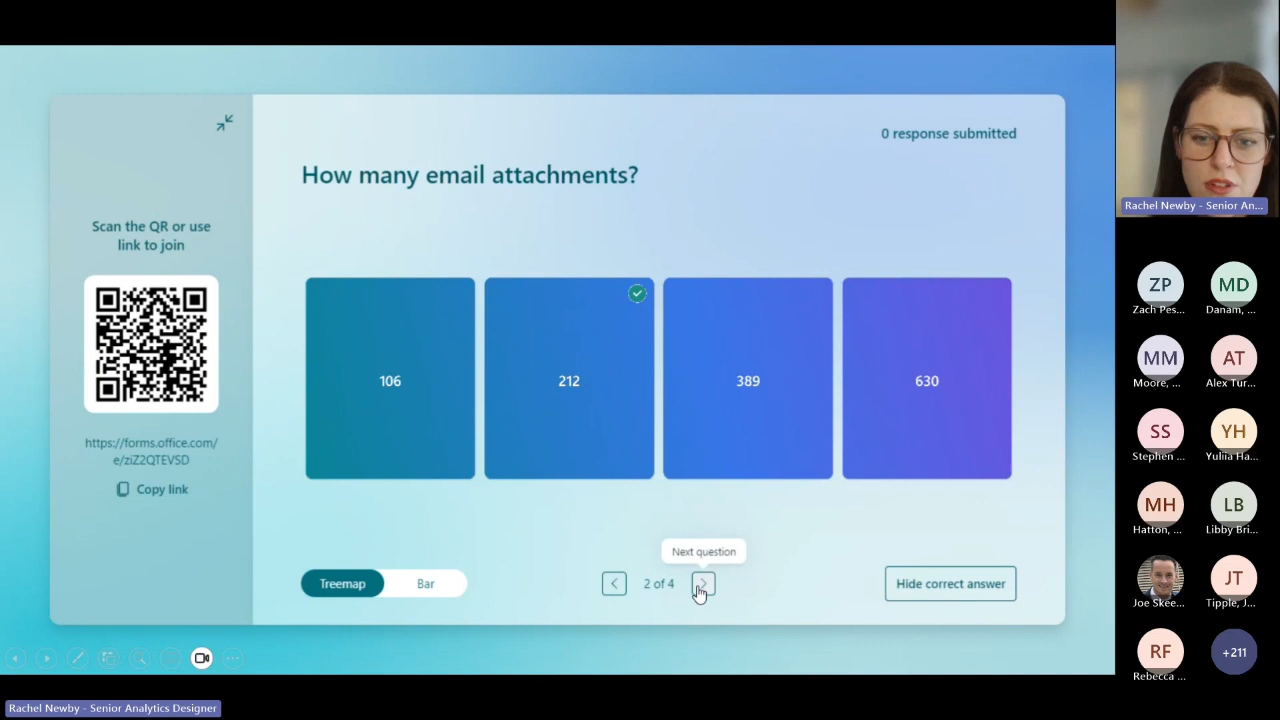 0 response submitted
How many email attachments?
Scan the QR or use
link to join
https://forms.office.com/
e/ziZ2QTEVSD
Copy link
106
212
389
630
Next question
Treemap
Bar
2 of 4
Hide correct answer
Rachel Newby - Senior An...
ZP
Zach Pes...
MD
Danam, ...
MM
Moore, ...
AT
Alex Tur...
SS
Stephen ...
YH
Yuliia Ha...
MH
Hatton, ...
LB
Libby Bri...
Joe Skee...
JT
Tipple, J...
RF
Rebecca ...
+211
Rachel Newby - Senior Analytics Designer